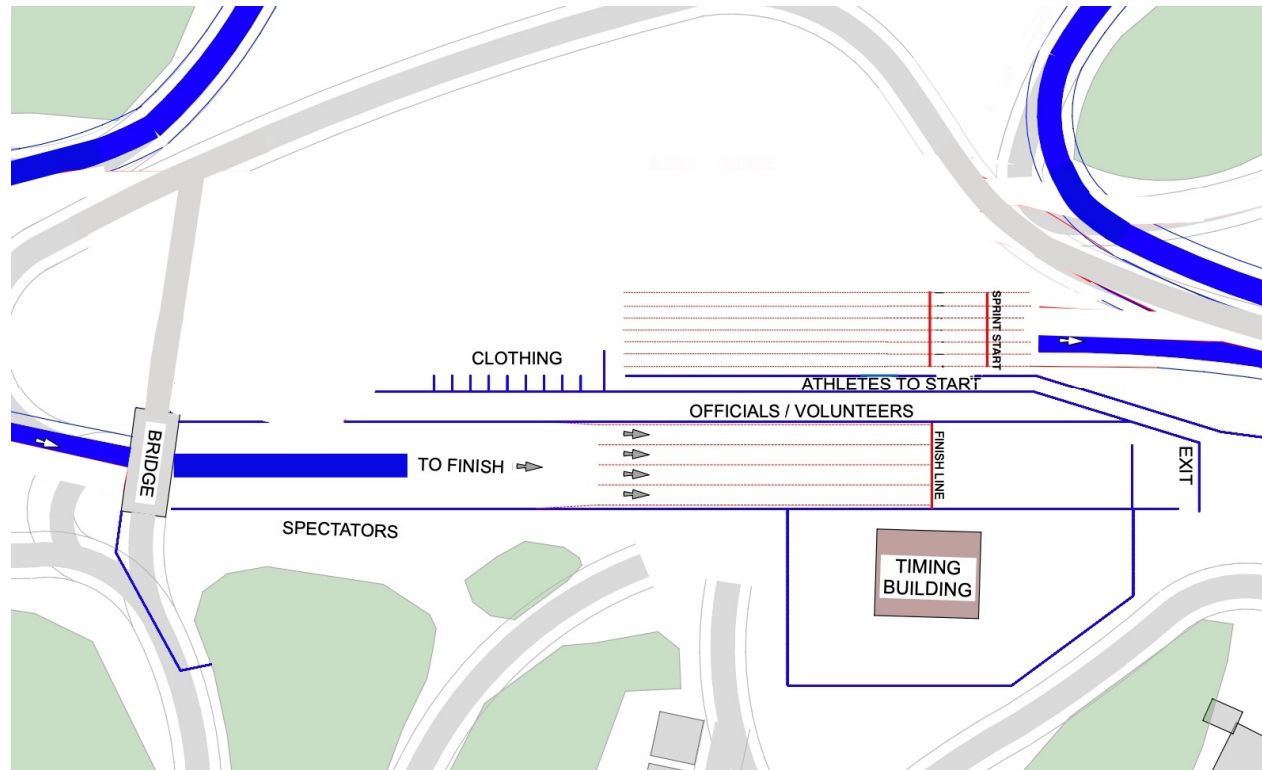 SPRINT START
CLOTHING
ATHLETES TO START
OFFICIALS / VOLUNTEERS
BRIDGE
TO FINISH
FINISH LINE
EXIT
SPECTATORS
TIMING
BUILDING